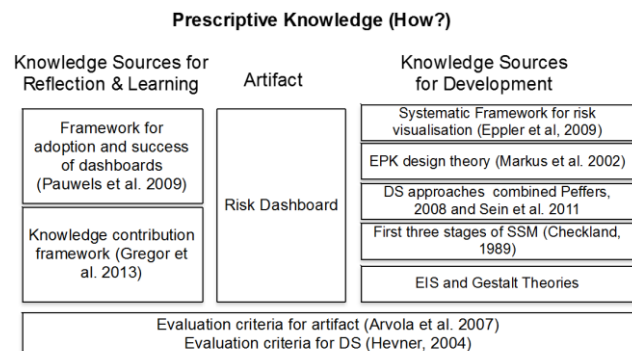 Prescriptive Knowledge (How?)
Knowledge Sources for
Reflection & Learning
Artifact
Knowledge Sources
for Development
Framework for
adoption and success
of dashboards
(Pauwels et al. 2009)
Knowledge contribution
framework (Gregor et
al. 2013)
Risk Dashboard
Systematic Framework for risk
visualisation (Eppler et al, 2009)
EPK design theory (Markus et al. 2002)
DS approaches combined Peffers,
2008 and Sein et al. 2011
First three stages of SSM (Checkland,
1989)
EIS and Gestalt Theories
Evaluation criteria for artifact (Arvola et al. 2007)
Evaluation criteria for DS (Hevner, 2004)